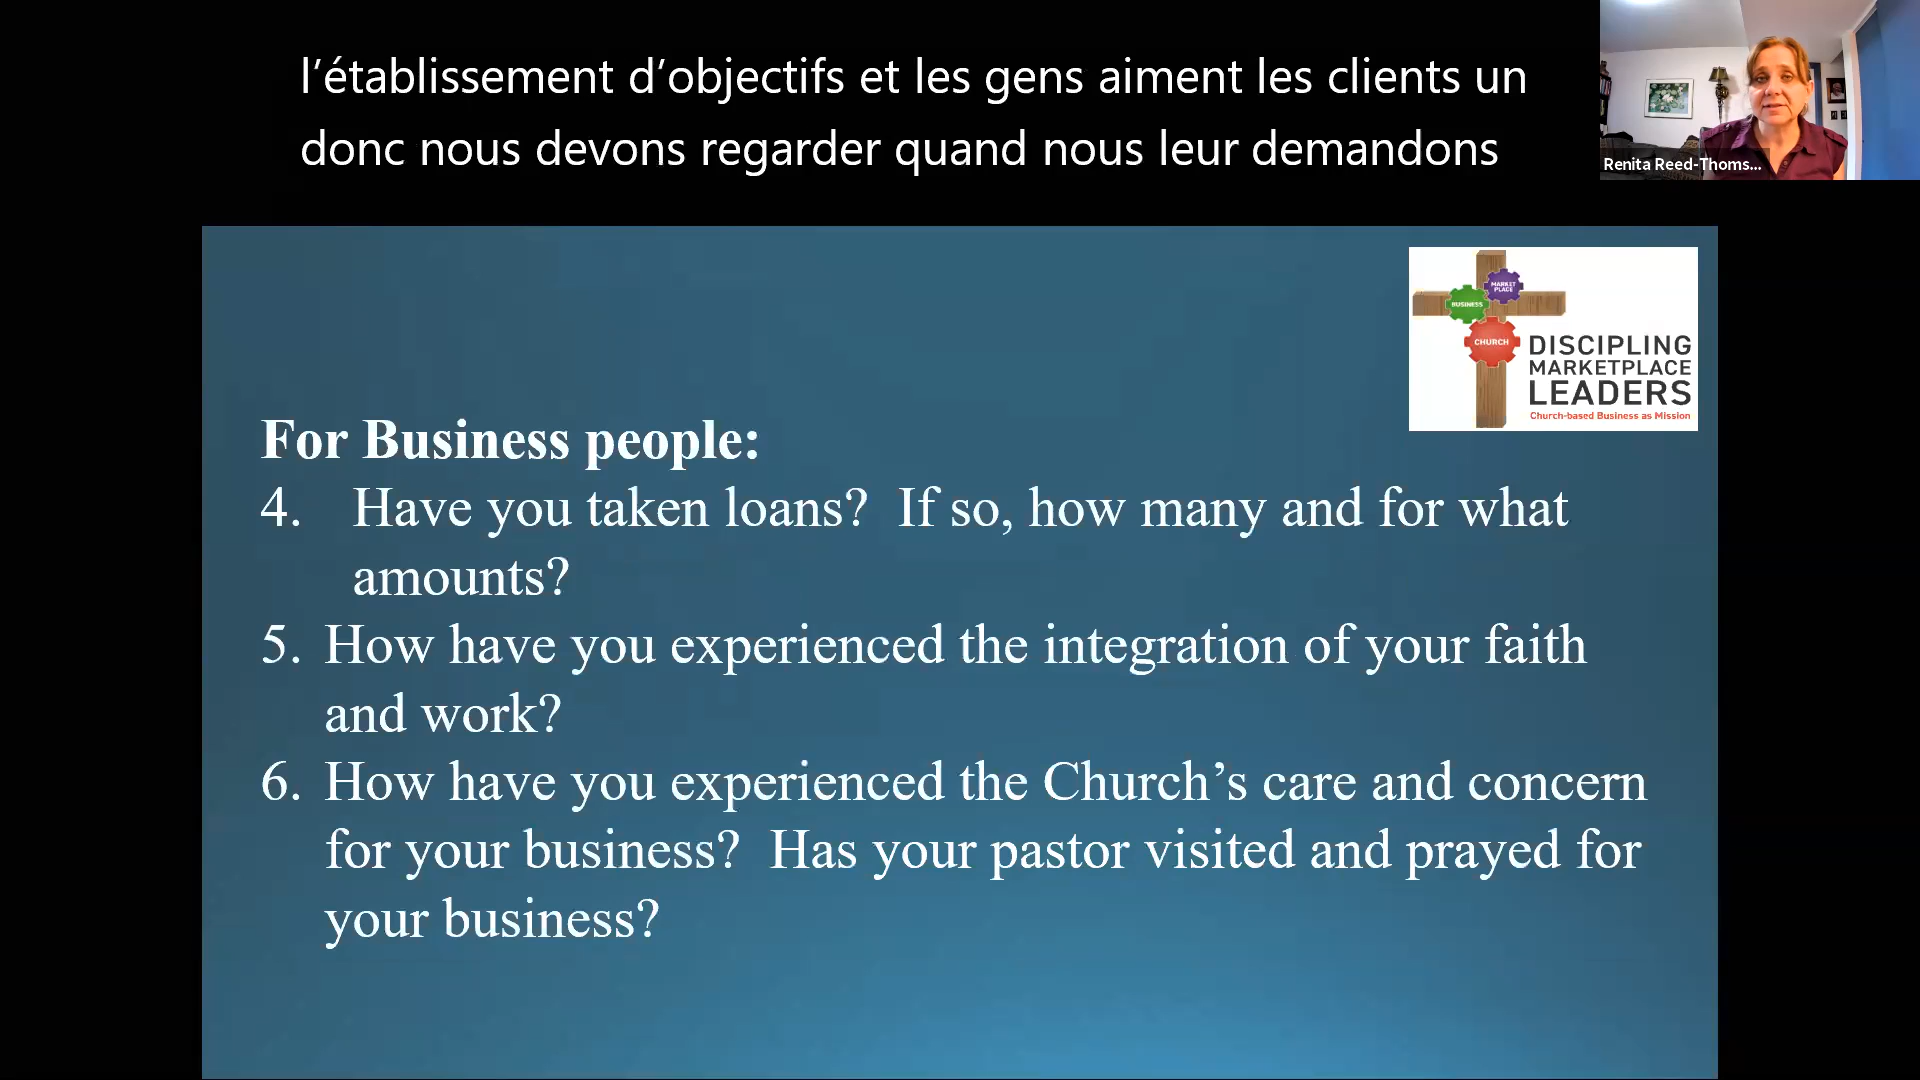 l’établissement d’objectifs et les gens aiment les clients un
donc nous devons regarder quand nous leur demandons
Renita Reed-Thoms...
MARKET
PLACE
BUSINESS
CHURCH
DISCIPLING
MARKETPLACE
LEADERS
Church-based Business as Mission
For Business people:
4. Have you taken loans? If so, how many and for what
amounts?
5. How have you experienced the integration of your faith
and work?
6. How have you experienced the Church’s care and concern
for your business? Has your pastor visited and prayed for
your business?